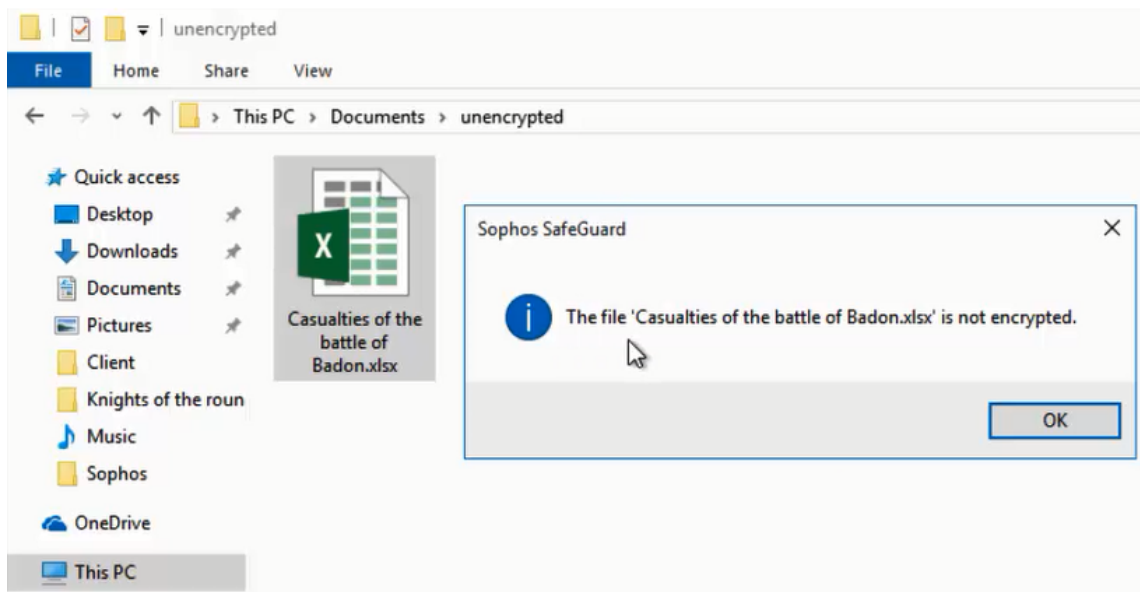 unencrypted
File Home Share View
This PC > Documents > unencrypted
Quick access
Desktop
Downloads
Documents
Pictures
Client
Knights of the roun
Music
Sophos
OneDrive
This PC
X
Casualties of the
battle of
Badon.xlsx
Sophos SafeGuard
The file 'Casualties of the battle of Badon.xlsx' is not encrypted.
OK